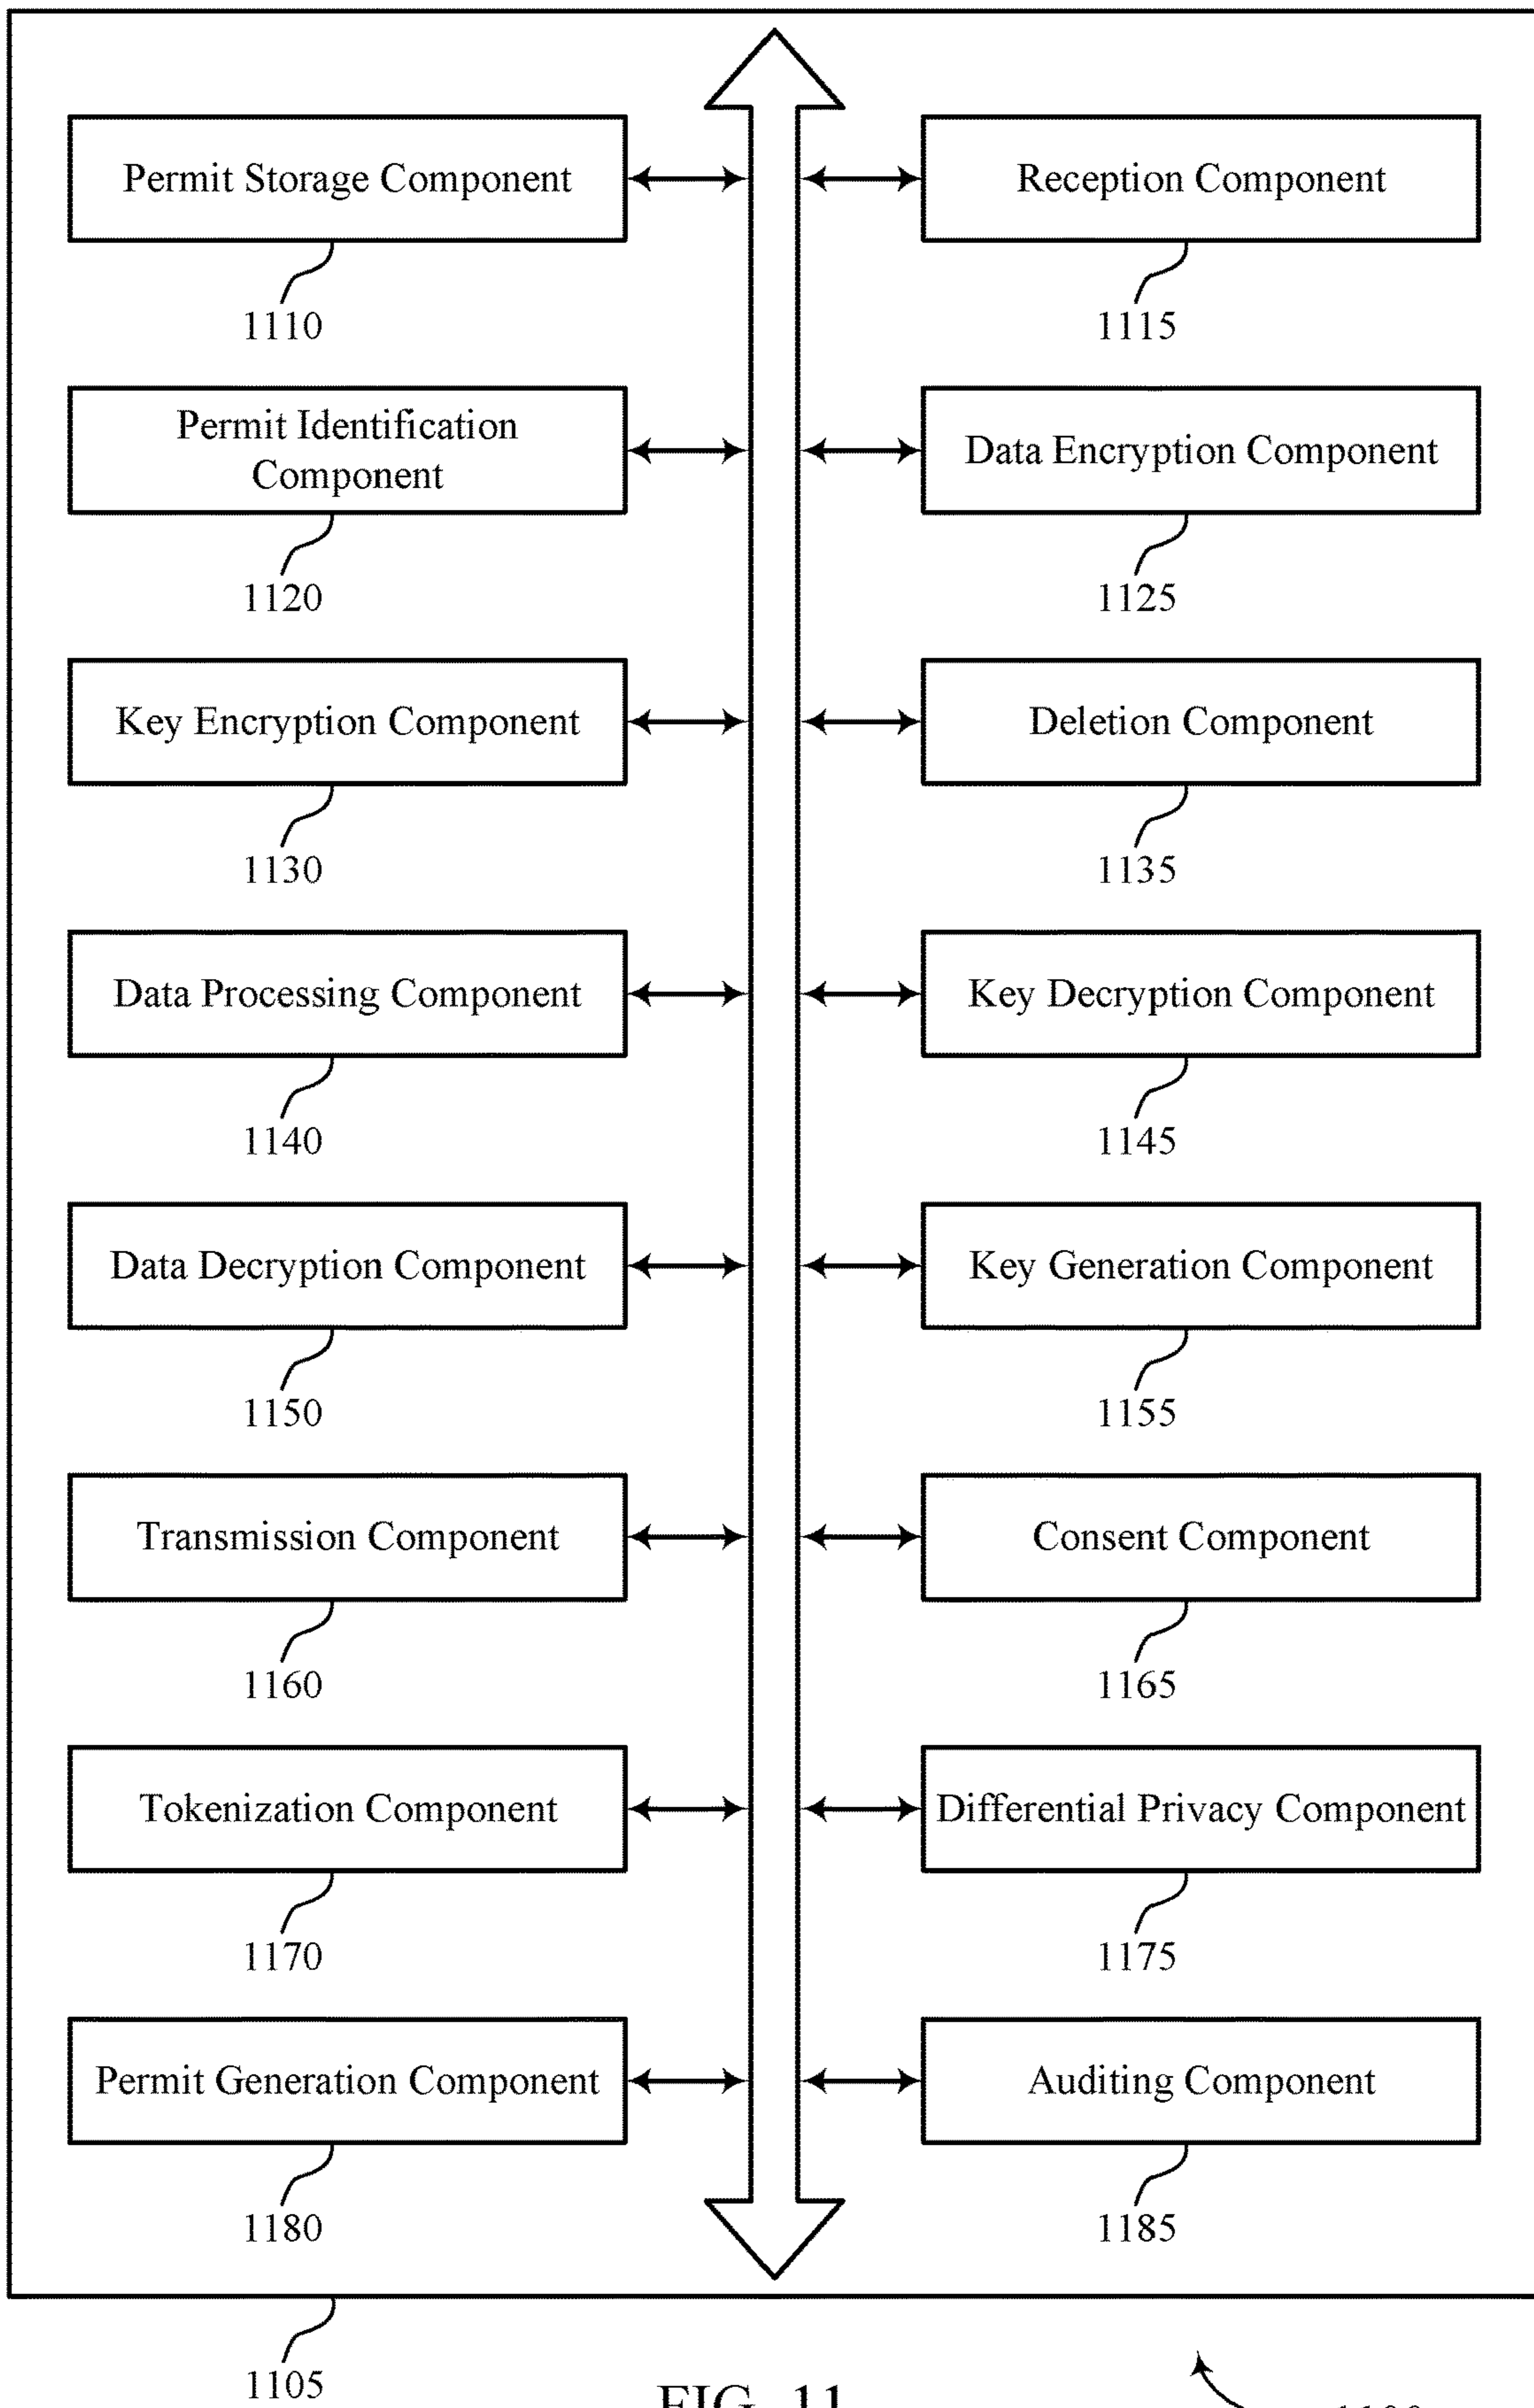 Permit Storage Component
Reception Component
1110
1115
Permit Identification
Component
Data Encryption Component
1120
1125
Key Encryption Component
Deletion Component
1130
1135
Data Processing Component
Key Decryption Component
1140
1145
Data Decryption Component
Key Generation Component
1150
1155
Transmission Component
Consent Component
1160
1165
Tokenization Component
Differential Privacy Component
1170
1175
Permit Generation Component
Auditing Component
1180
1185
1105
FIG. 11